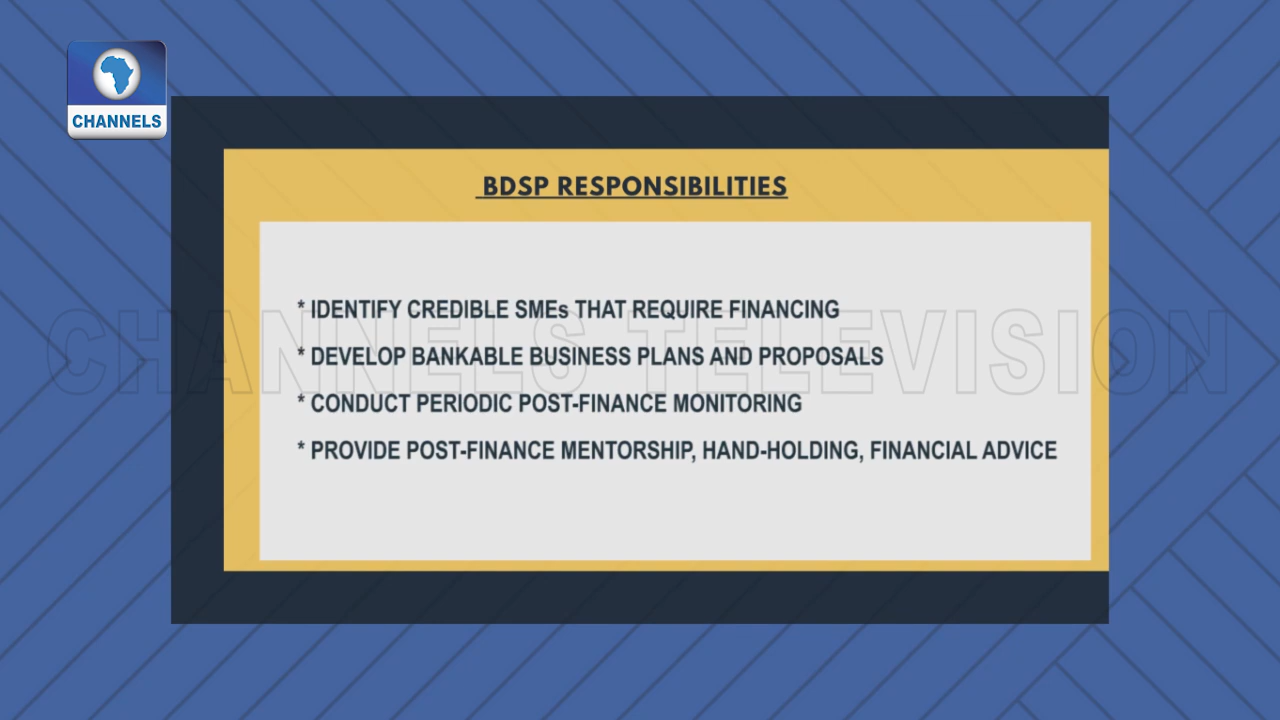 CHANNELS
BDSP RESPONSIBILITIES
* IDENTIFY CREDIBLE SMEs THAT REQUIRE FINANCING
CHANNELS TELEVISION
* DEVELOP BANKABLE BUSINESS PLANS AND PROPOSALS
* CONDUCT PERIODIC POST-FINANCE MONITORING
* PROVIDE POST-FINANCE MENTORSHIP, HAND-HOLDING, FINANCIAL ADVICE